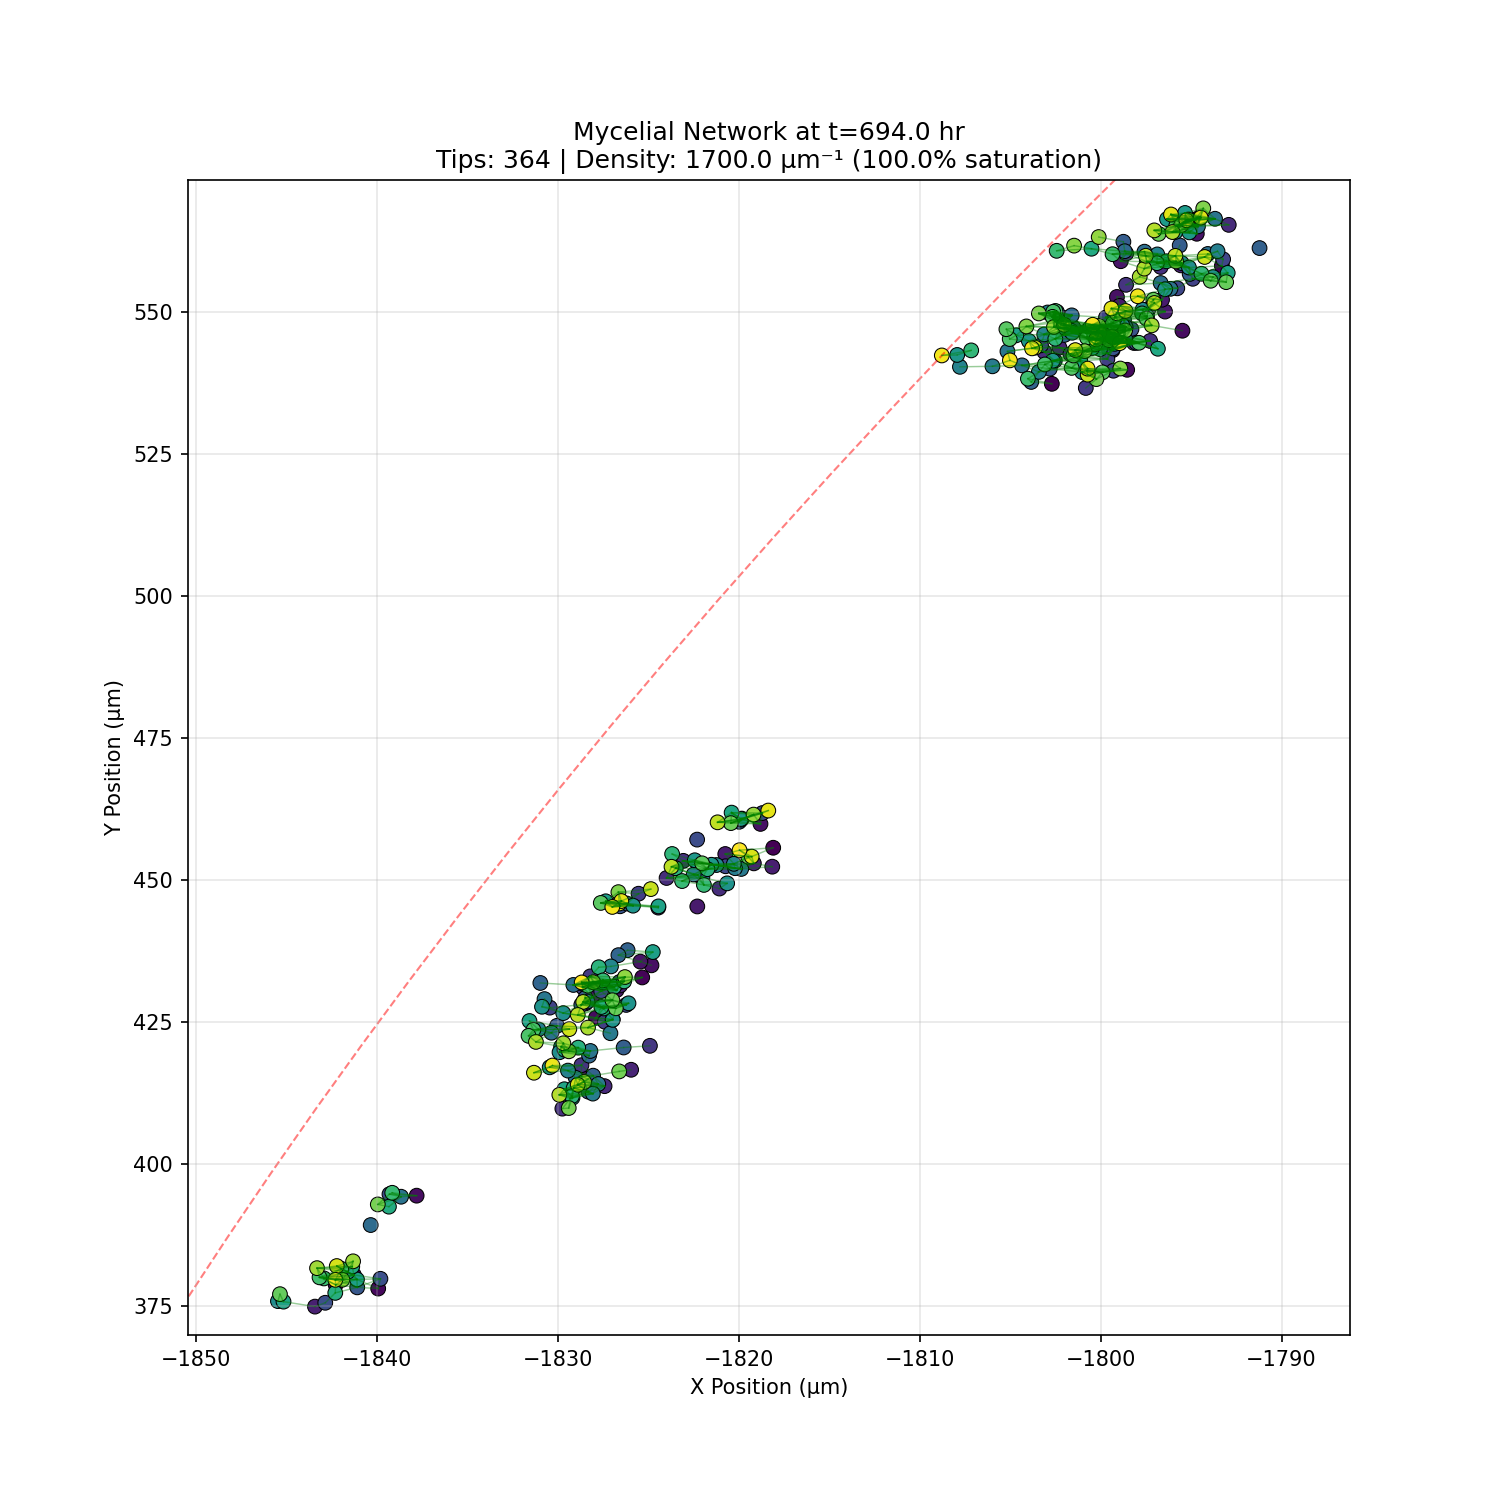 Mycelial Network at t=694.0 hr
Tips: 364 | Density: 1700.0 µm⁻¹ (100.0% saturation)
550
525
500
475
450
425
400
375
Y Position (µm)
−1850 −1840 −1830 −1820 −1810 −1800 −1790
X Position (µm)